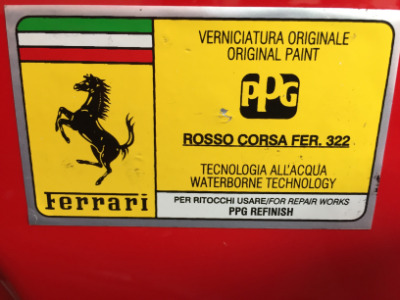 VERNICIATURA ORIGINALE
ORIGINAL PAINT
PPG
ROSSO CORSA FER. 322
TECNOLOGIA ALL'ACQUA
WATERBORNE TECHNOLOGY
Ferrari
PER RITOCCHI USARE/FOR REPAIR WORKS
PPG REFINISH